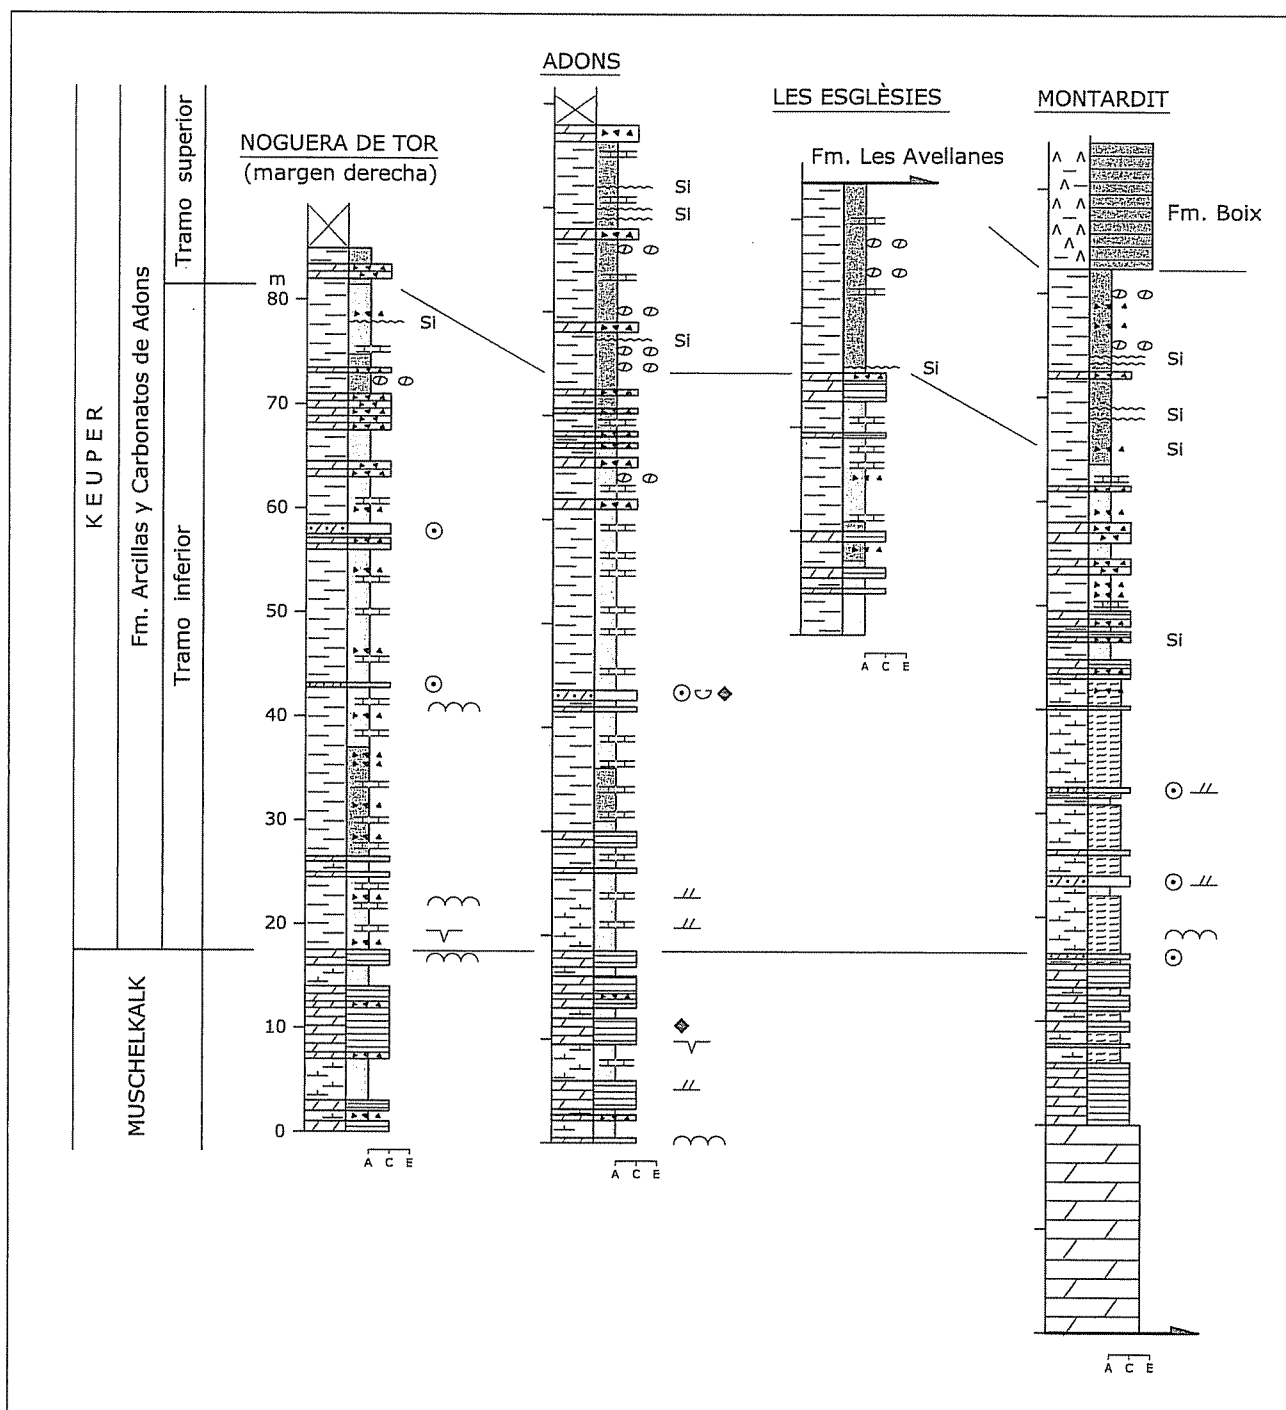 ADONS
LES ESGLÈSIES
MONTARDIT
NOGUERA DE TOR
(margen derecha)
Fm. Les Avellanes
Fm. Boix
KEUPER
Fm. Arcillas y Carbonatos de Adons
Tramo superior
Tramo inferior
MUSCHELKALK
m
80
70
60
50
40
30
20
10
0
Si
Si
Si
Si
Si
Si
Si
Si
Si
A C E
A C E
A C E
A C E